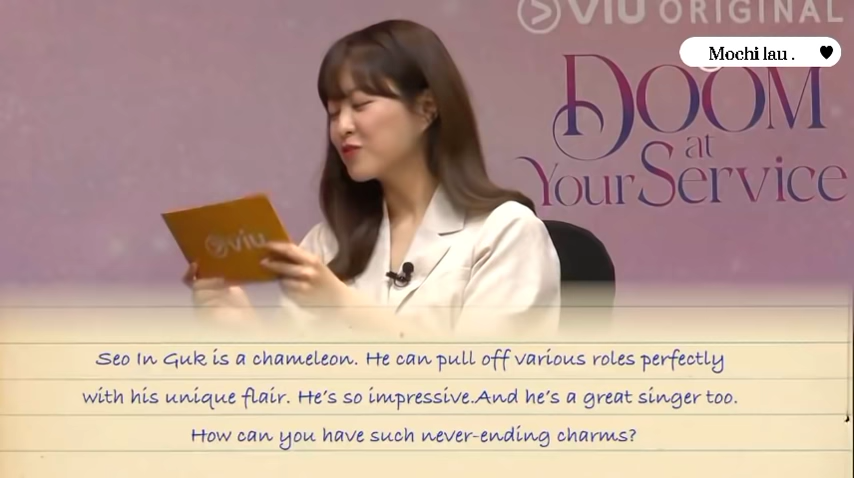 VIU ORIGINAL
Mochi lau . ♥
DOOM
at
Your Service
viu
Seo In Guk is a chameleon. He can pull off various roles perfectly
with his unique flair. He's so impressive.And he's a great singer too.
How can you have such never-ending charms?